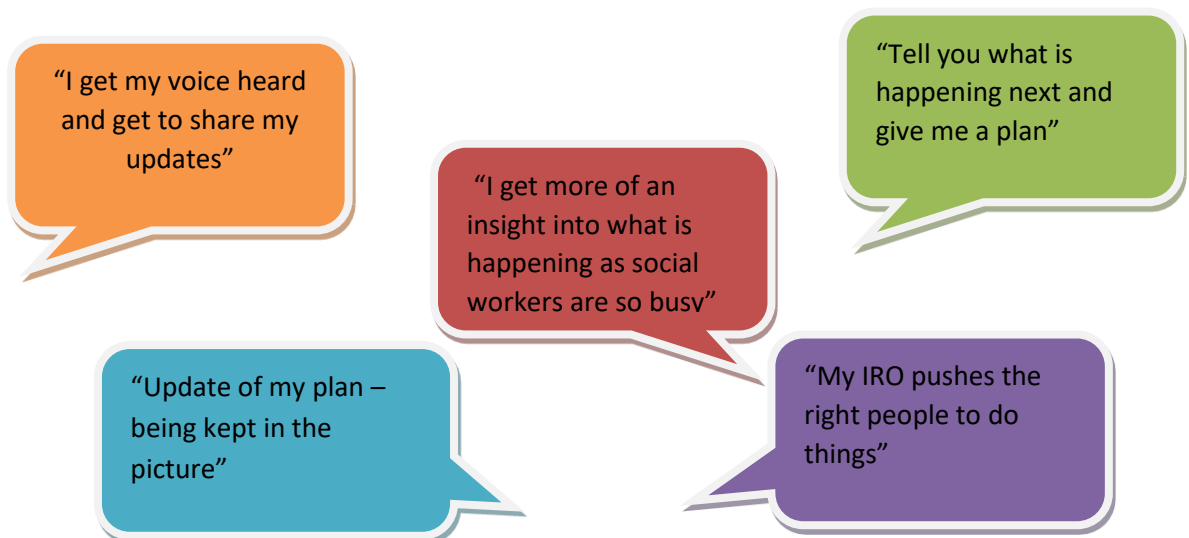 “I get my voice heard
and get to share my
updates”
“Tell you what is
happening next and
give me a plan”
“I get more of an
insight into what is
happening as social
workers are so busy”
“Update of my plan –
being kept in the
picture”
“My IRO pushes the
right people to do
things”